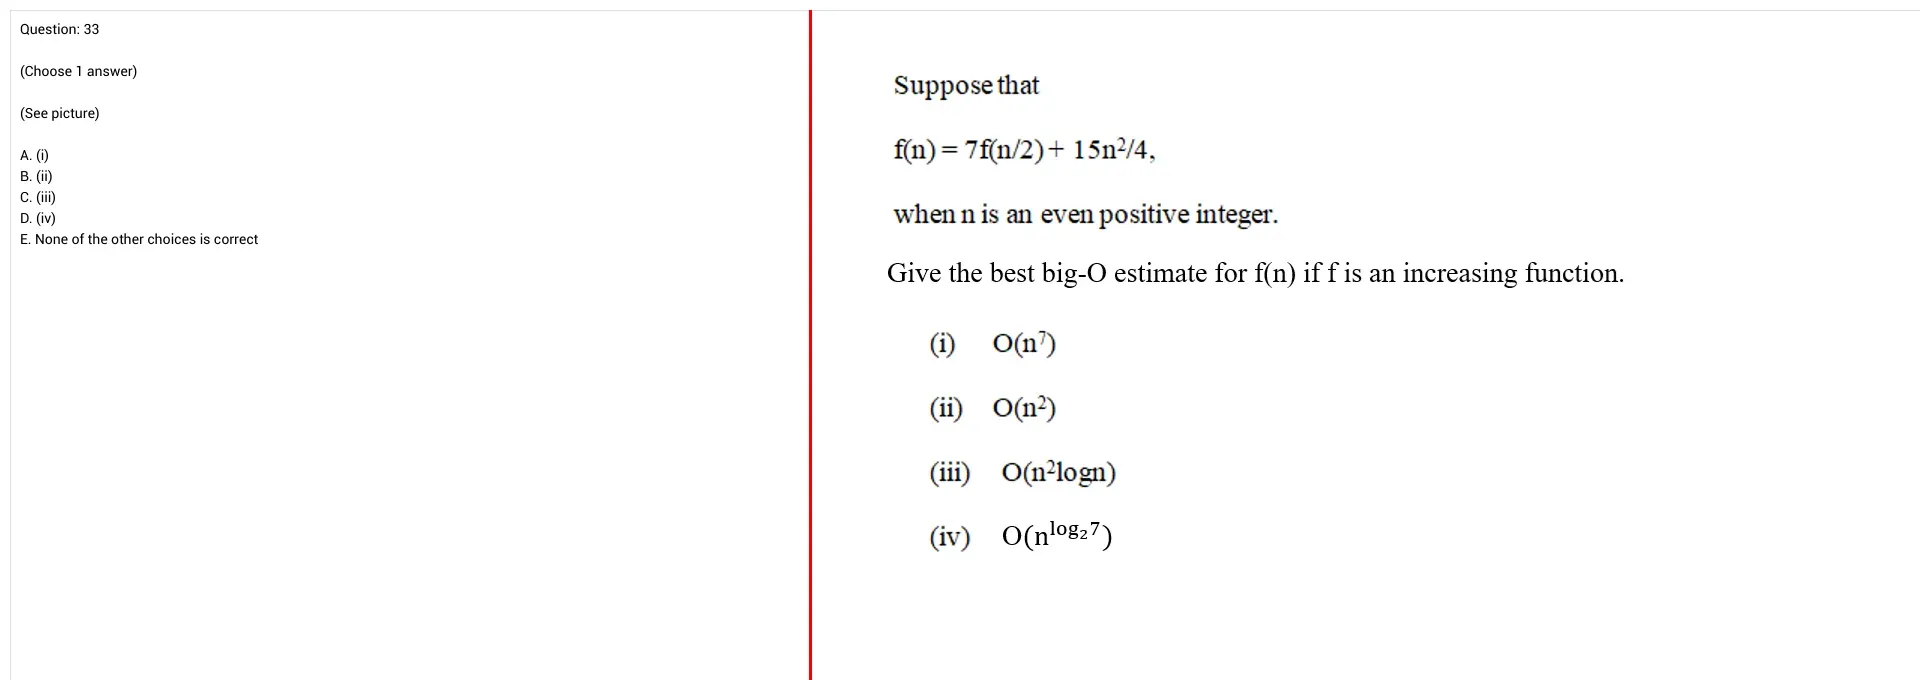 Question: 33
(Choose 1 answer)
(See picture)
A. (i)
B. (ii)
C. (iii)
D. (iv)
E. None of the other choices is correct
Suppose that
f(n) = 7f(n/2) + 15n²/4,
when n is an even positive integer.
Give the best big-O estimate for f(n) if f is an increasing function.
(i) O(n⁷)
(ii) O(n²)
(iii) O(n²logn)
(iv) O(n^log₂7)